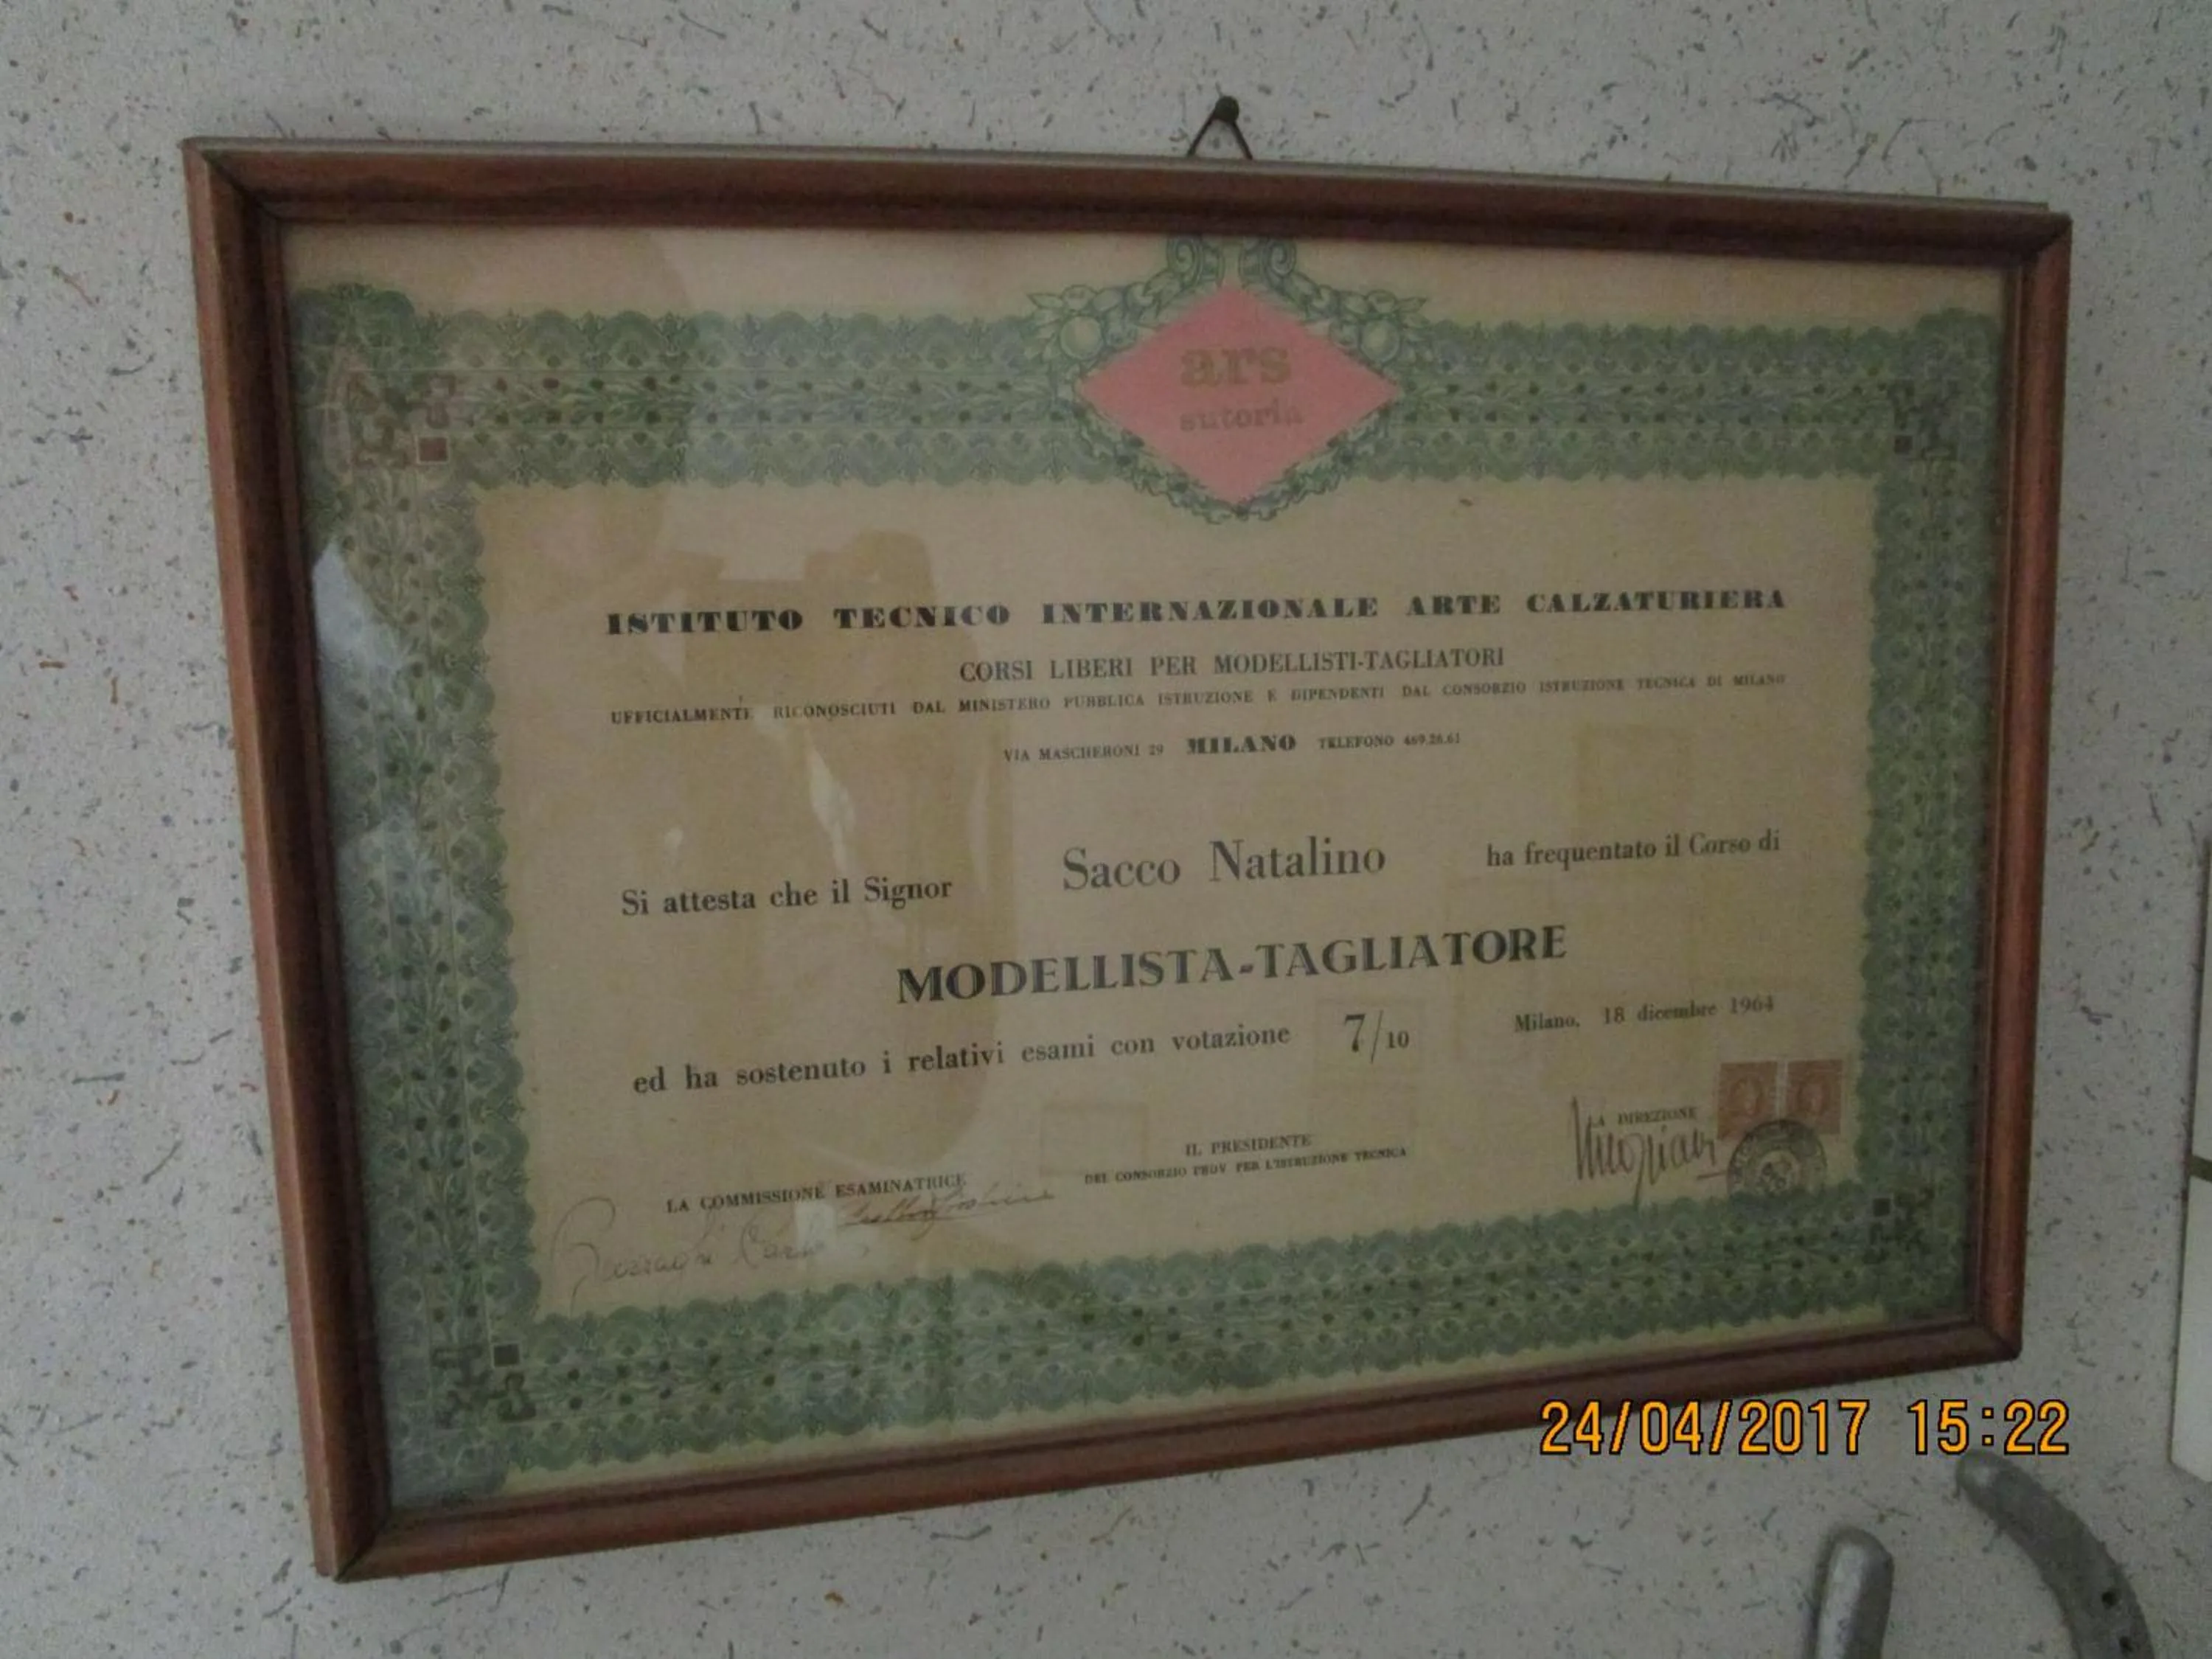 ars
sutoria
ISTITUTO TECNICO INTERNAZIONALE ARTE CALZATURIERA
CORSI LIBERI PER MODELLISTI-TAGLIATORI
UFFICIALMENTE RICONOSCIUTI DAL MINISTERO PUBBLICA ISTRUZIONE E DIPENDENTI DAL CONSORZIO ISTRUZIONE TECNICA DI MILANO
VIA MASCHERONI 29 MILANO TELEFONO 469.26.61
Si attesta che il Signor Sacco Natalino ha frequentato il Corso di
MODELLISTA-TAGLIATORE
ed ha sostenuto i relativi esami con votazione 7/10
Milano, 18 dicembre 1964
LA COMMISSIONE ESAMINATRICE
IL PRESIDENTE
DEL CONSORZIO PROV PER L'ISTRUZIONE TECNICA
LA DIREZIONE
24/04/2017 15:22